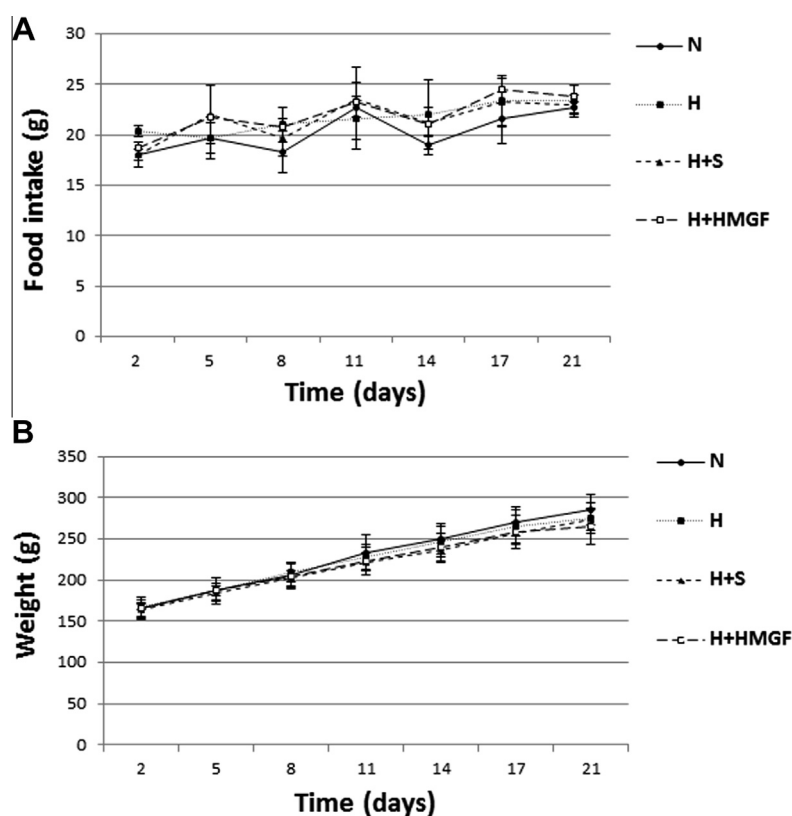 A
30
25
20
15
10
5
0
Food intake (g)
2 5 8 11 14 17 21
Time (days)
N
H
H+S
H+HMGF
B
350
300
250
200
150
100
50
0
Weight (g)
2 5 8 11 14 17 21
Time (days)
N
H
H+S
H+HMGF